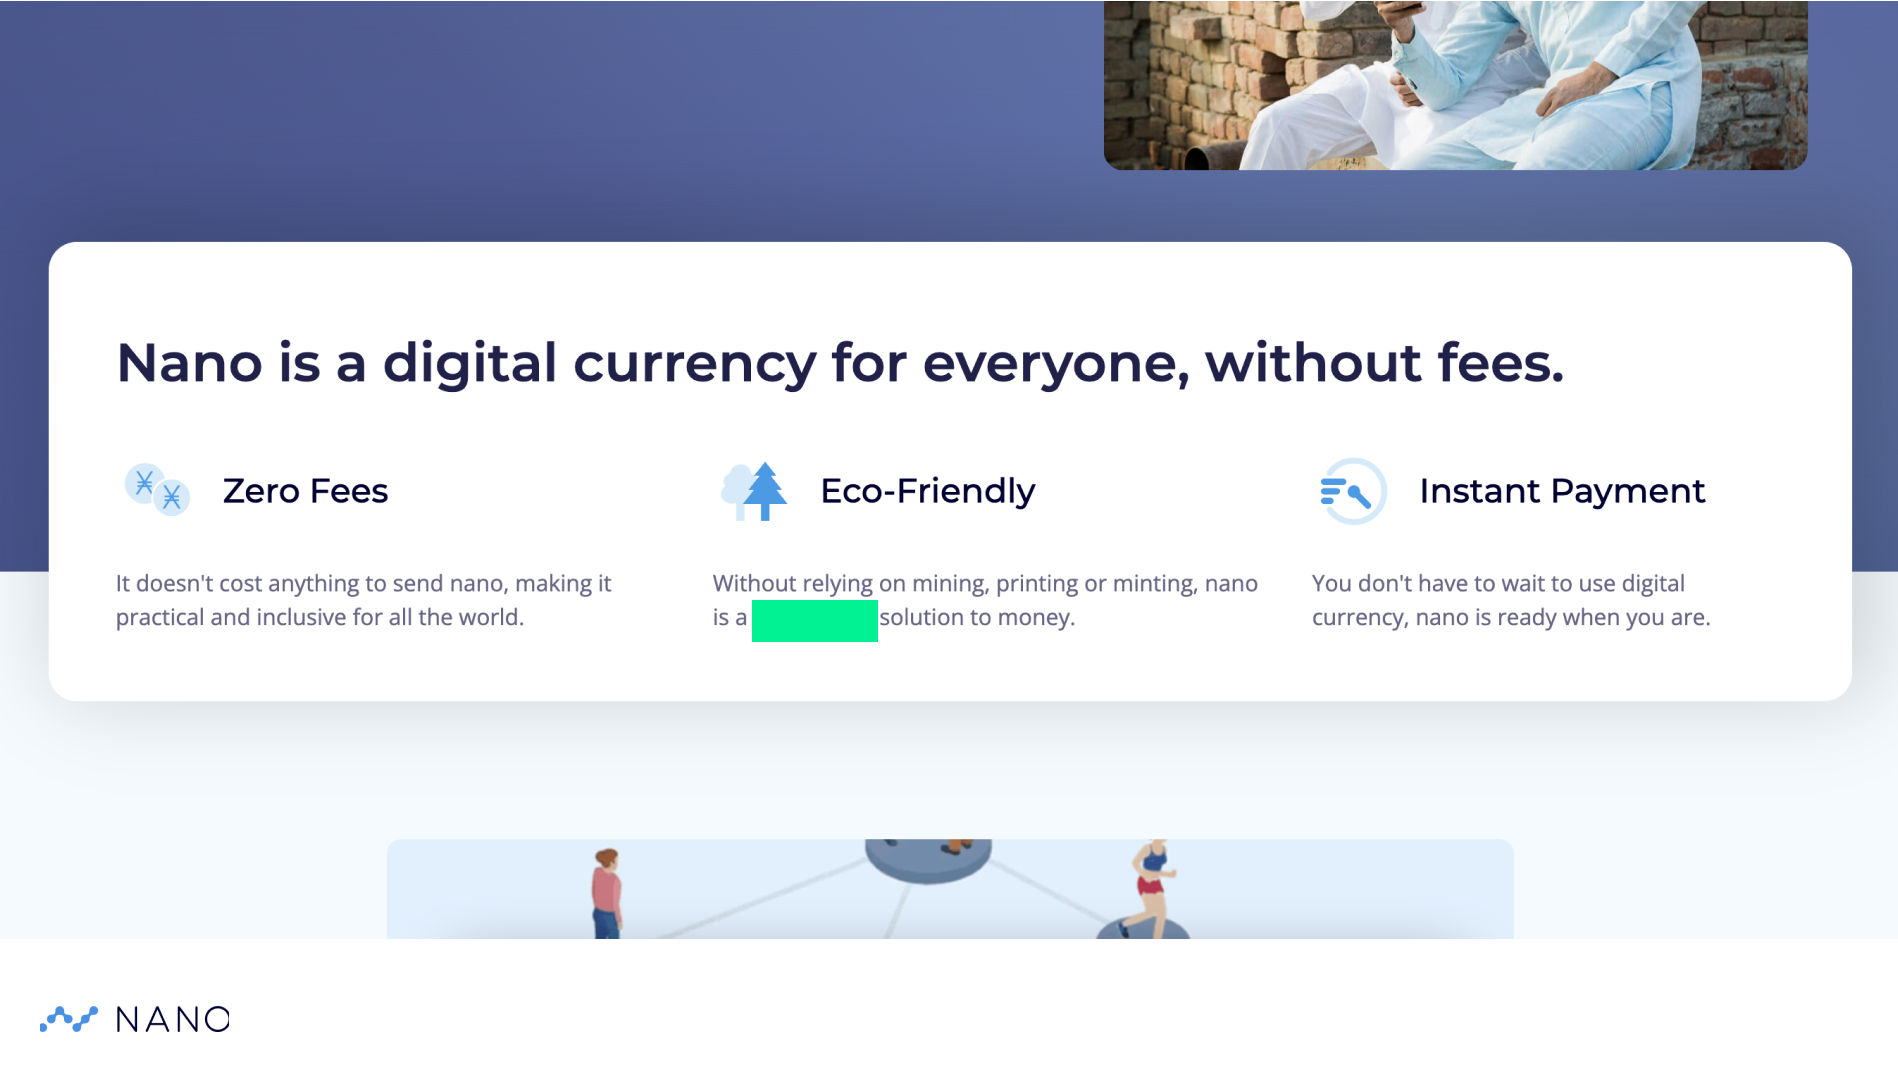 Nano is a digital currency for everyone, without fees.
Zero Fees
It doesn't cost anything to send nano, making it
practical and inclusive for all the world.
Eco-Friendly
Without relying on mining, printing or minting, nano
is a solution to money.
Instant Payment
You don't have to wait to use digital
currency, nano is ready when you are.
NANO